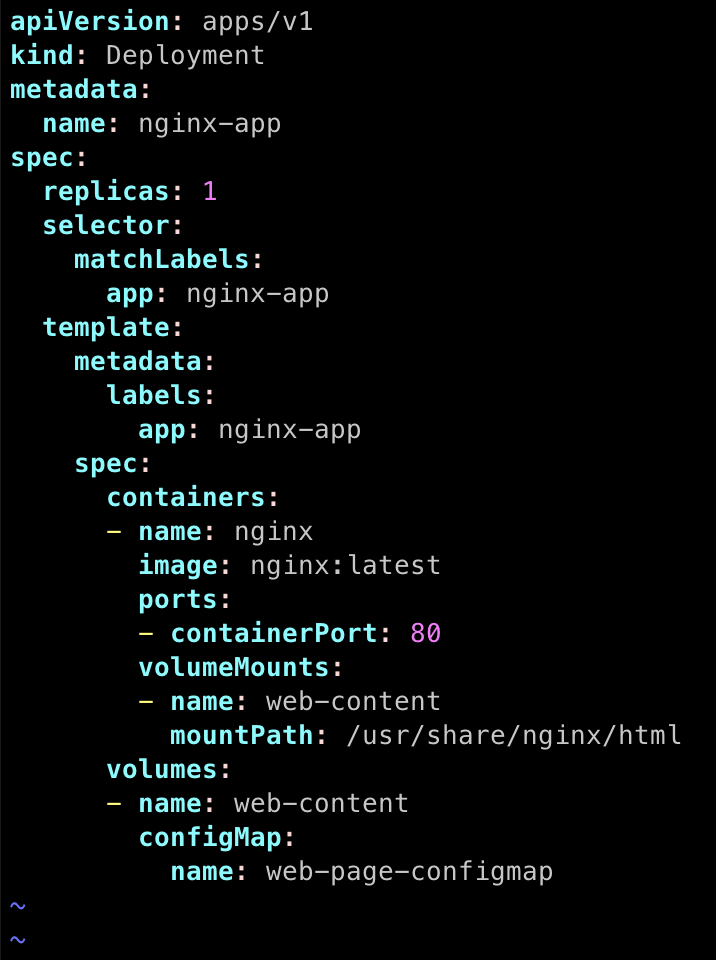 apiVersion: apps/v1
kind: Deployment
metadata:
  name: nginx-app
spec:
  replicas: 1
  selector:
    matchLabels:
      app: nginx-app
  template:
    metadata:
      labels:
        app: nginx-app
    spec:
      containers:
      - name: nginx
        image: nginx:latest
        ports:
        - containerPort: 80
        volumeMounts:
        - name: web-content
          mountPath: /usr/share/nginx/html
      volumes:
      - name: web-content
        configMap:
          name: web-page-configmap
~
~